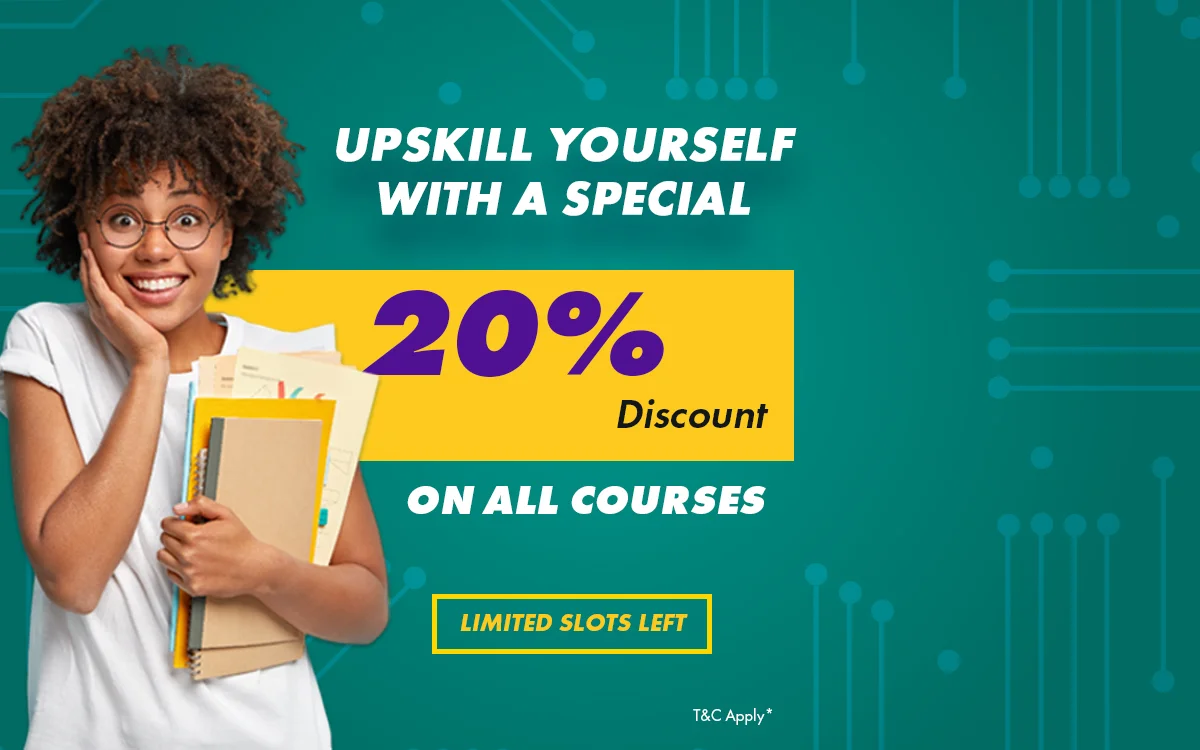 UPSKILL YOURSELF
WITH A SPECIAL
20%
Discount
ON ALL COURSES
LIMITED SLOTS LEFT
T&C Apply*